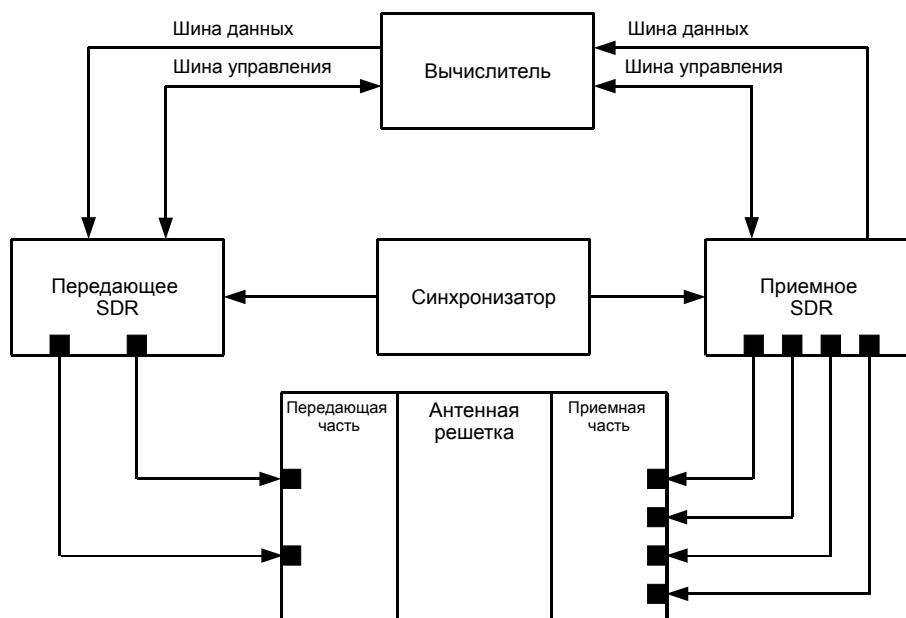 Шина данных
Шина данных
Шина управления
Вычислитель
Шина управления
Передающее
SDR
Синхронизатор
Приемное
SDR
Передающая
часть
Антенная
решетка
Приемная
часть